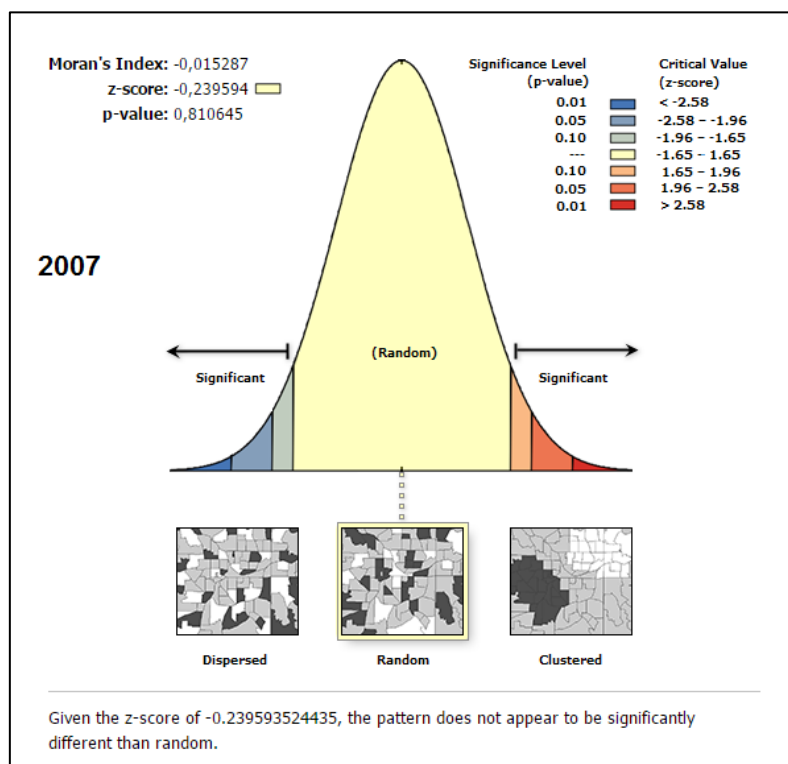 Moran's Index: -0,015287
z-score: -0,239594
p-value: 0,810645
Significance Level
(p-value)
Critical Value
(z-score)
0.01 < -2.58
0.05 -2.58 – -1.96
0.10 -1.96 – -1.65
--- -1.65 – 1.65
0.10 1.65 – 1.96
0.05 1.96 – 2.58
0.01 > 2.58
2007
Significant
(Random)
Significant
Dispersed
Random
Clustered
Given the z-score of -0.239593524435, the pattern does not appear to be significantly
different than random.